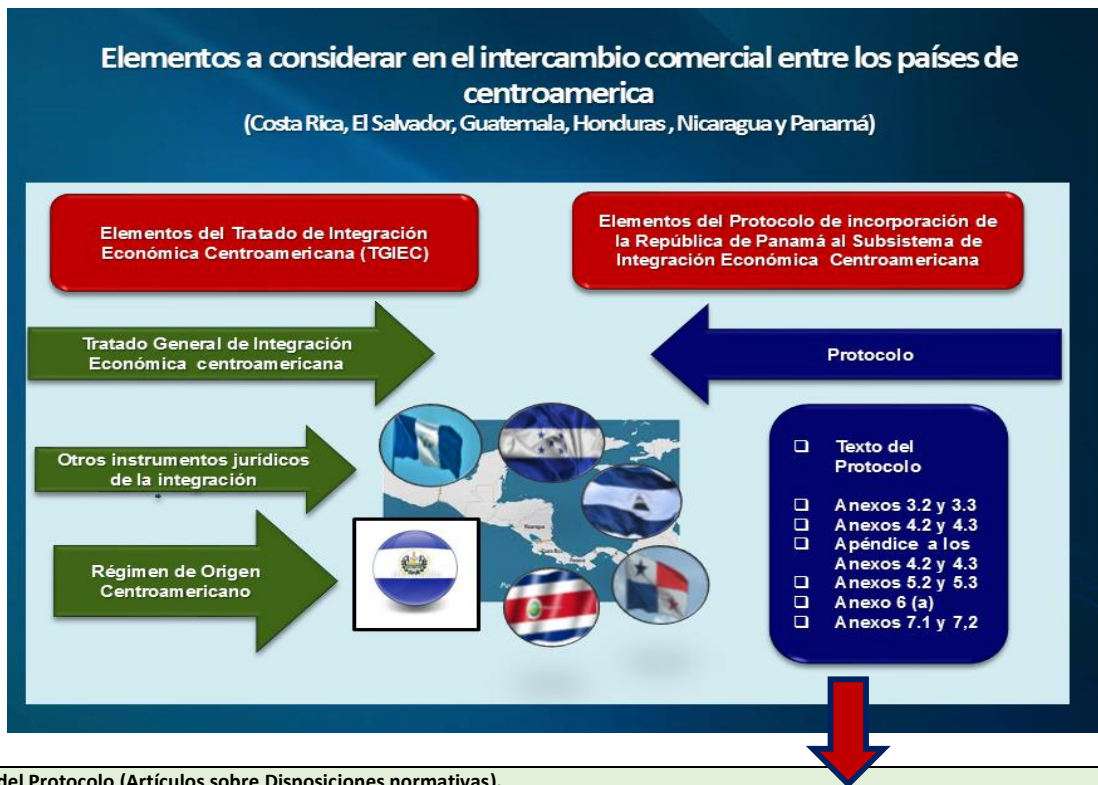 Elementos a considerar en el intercambio comercial entre los países de
centroamerica
(Costa Rica, El Salvador, Guatemala, Honduras , Nicaragua y Panamá)
Elementos del Tratado de Integración
Económica Centroamericana (TGIEC)
Elementos del Protocolo de incorporación de
la República de Panamá al Subsistema de
Integración Económica Centroamericana
Tratado General de Integración
Económica centroamericana
Protocolo
Otros instrumentos jurídicos
de la integración
Régimen de Origen
Centroamericano
❑ Texto del
Protocolo
❑ Anexos 3.2 y 3.3
❑ Anexos 4.2 y 4.3
❑ Apéndice a los
Anexos 4.2 y 4.3
❑ Anexos 5.2 y 5.3
❑ Anexo 6 (a)
❑ Anexos 7.1 y 7,2
del Protocolo (Artículos sobre Disposiciones normativas).